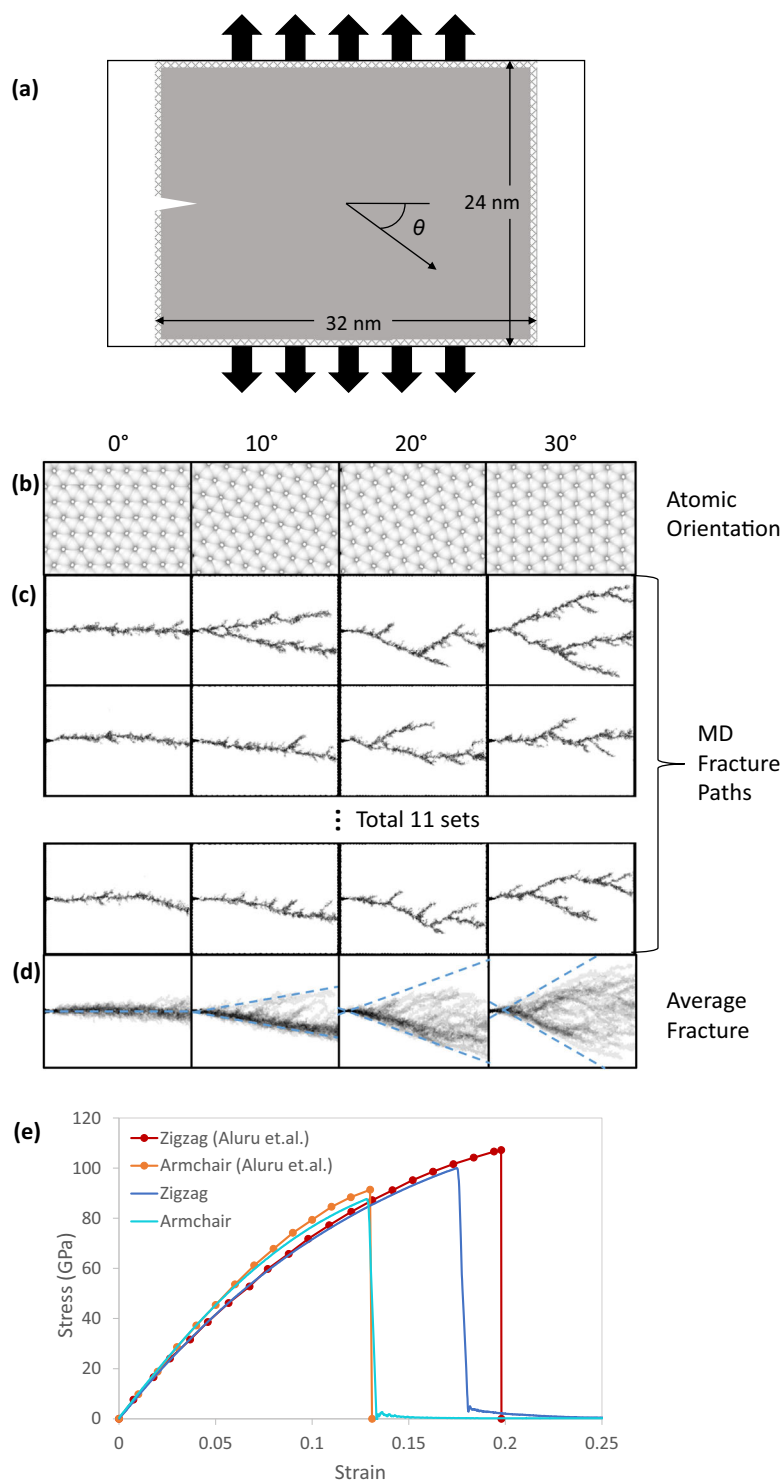 (a)
24 nm
θ
32 nm
0° 10° 20° 30°
(b)
Atomic
Orientation
(c)
MD
Fracture
Paths
⋮ Total 11 sets
(d)
Average
Fracture
(e)
120
100
80
60
40
20
0
Stress (GPa)
Zigzag (Aluru et.al.)
Armchair (Aluru et.al.)
Zigzag
Armchair
0 0.05 0.1 0.15 0.2 0.25
Strain